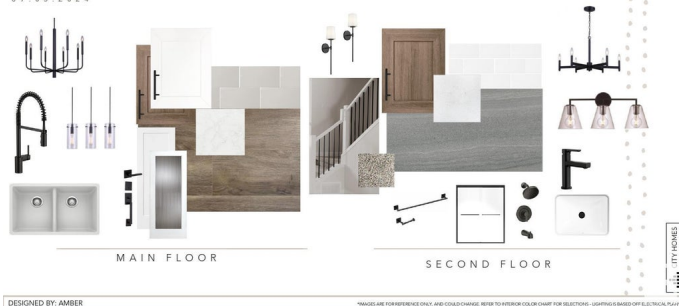 MAIN FLOOR
SECOND FLOOR
CITY HOMES
DESIGNED BY: AMBER
*IMAGES ARE FOR REFERENCE ONLY, AND COULD CHANGE. REFER TO INTERIOR COLOR CHART FOR SELECTIONS - LIGHTING IS BASED OFF ELECTRICAL PLAN